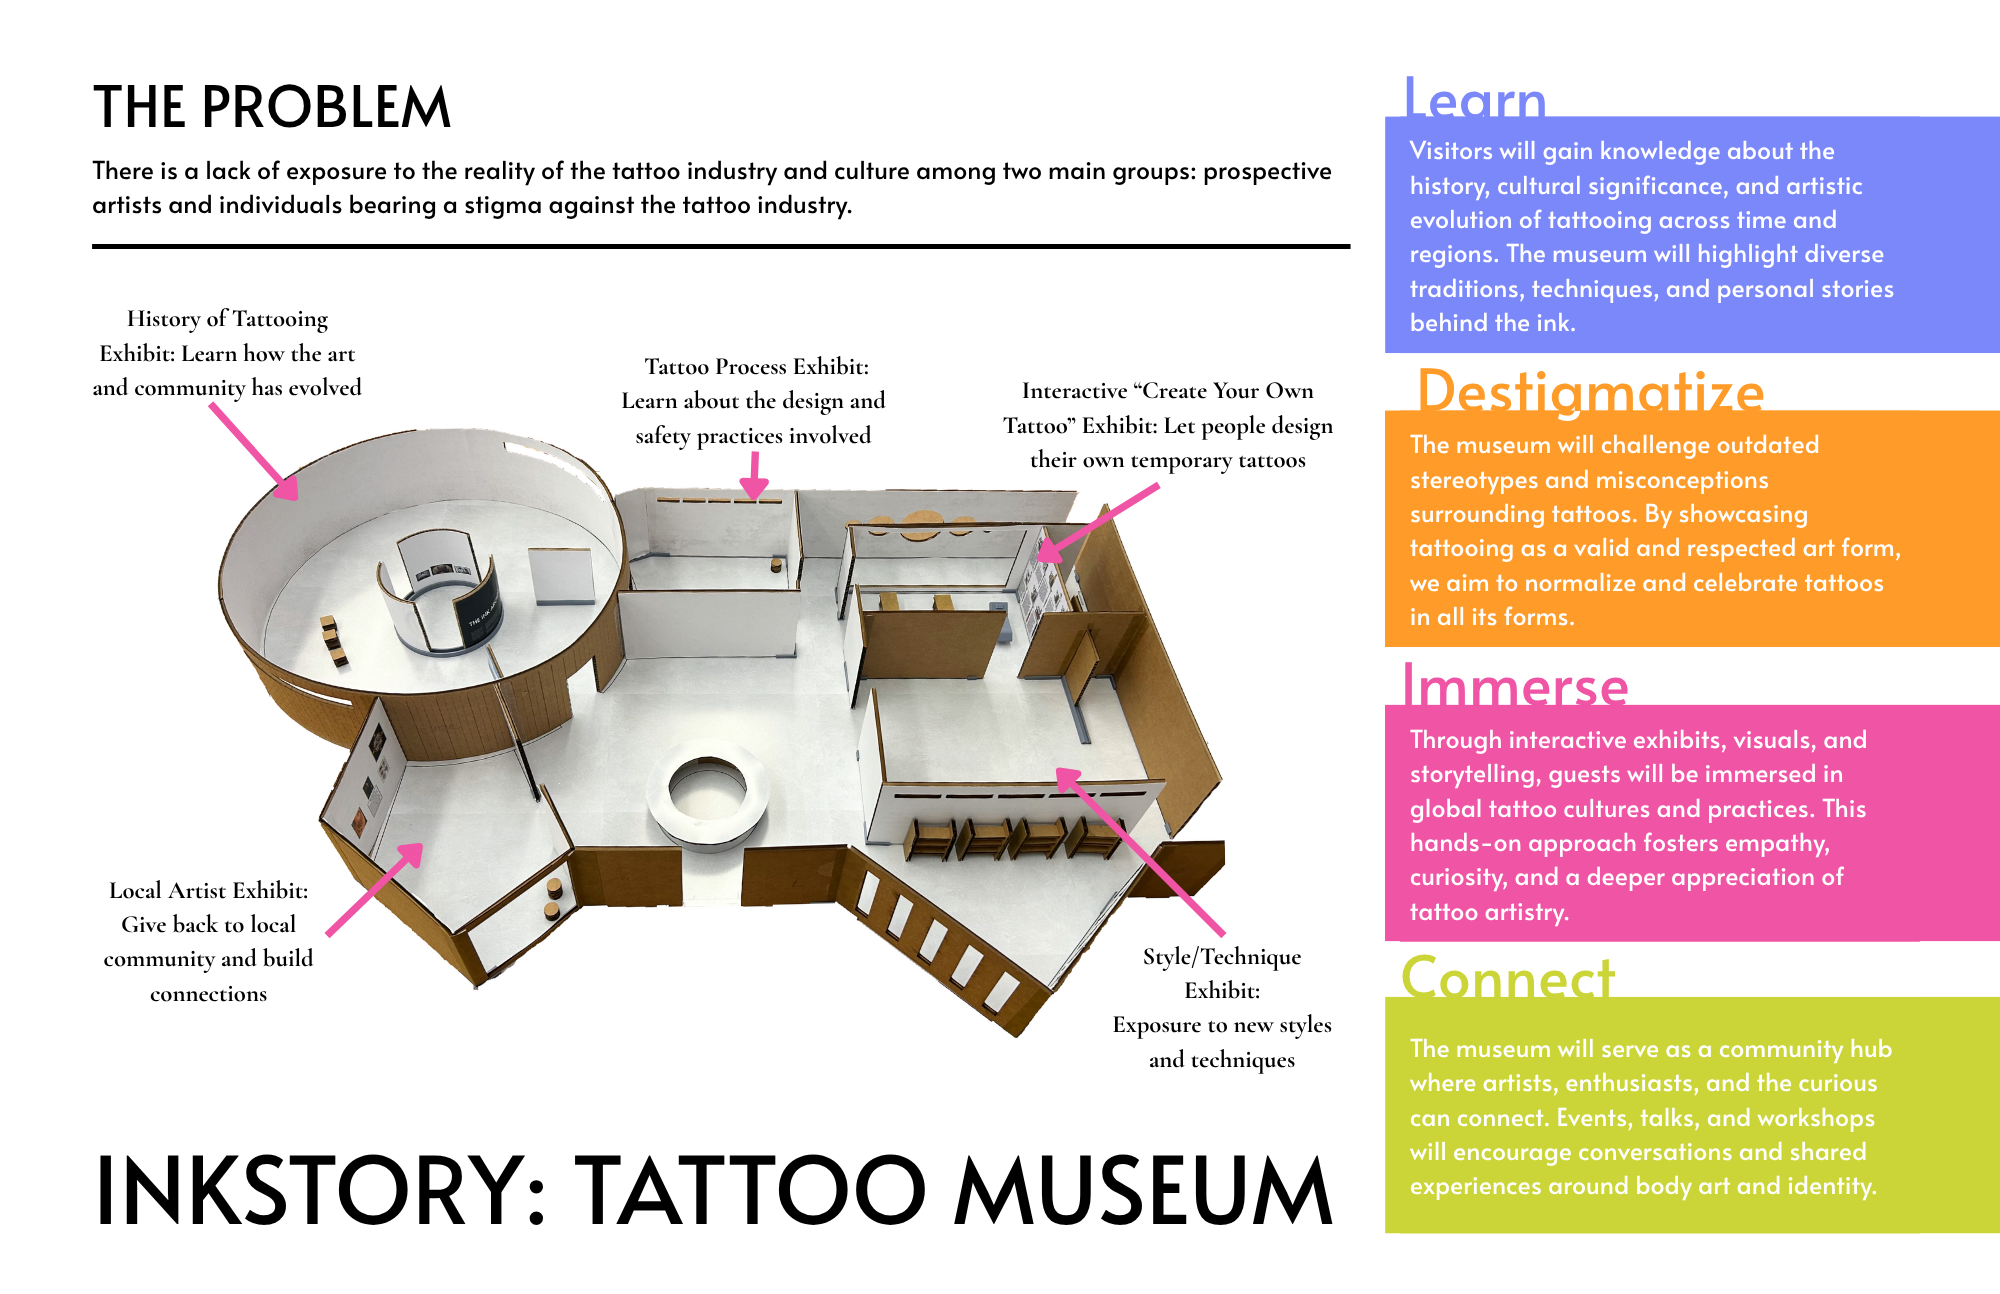 THE PROBLEM
There is a lack of exposure to the reality of the tattoo industry and culture among two main groups: prospective
artists and individuals bearing a stigma against the tattoo industry.
History of Tattooing
Exhibit: Learn how the art
and community has evolved
Tattoo Process Exhibit:
Learn about the design and
safety practices involved
Interactive “Create Your Own
Tattoo” Exhibit: Let people design
their own temporary tattoos
THE INK
Local Artist Exhibit:
Give back to local
community and build
connections
Style/Technique
Exhibit:
Exposure to new styles
and techniques
INKSTORY: TATTOO MUSEUM
Learn
Visitors will gain knowledge about the
history, cultural significance, and artistic
evolution of tattooing across time and
regions. The museum will highlight diverse
traditions, techniques, and personal stories
behind the ink.
Destigmatize
The museum will challenge outdated
stereotypes and misconceptions
surrounding tattoos. By showcasing
tattooing as a valid and respected art form,
we aim to normalize and celebrate tattoos
in all its forms.
Immerse
Through interactive exhibits, visuals, and
storytelling, guests will be immersed in
global tattoo cultures and practices. This
hands-on approach fosters empathy,
curiosity, and a deeper appreciation of
tattoo artistry.
Connect
The museum will serve as a community hub
where artists, enthusiasts, and the curious
can connect. Events, talks, and workshops
will encourage conversations and shared
experiences around body art and identity.